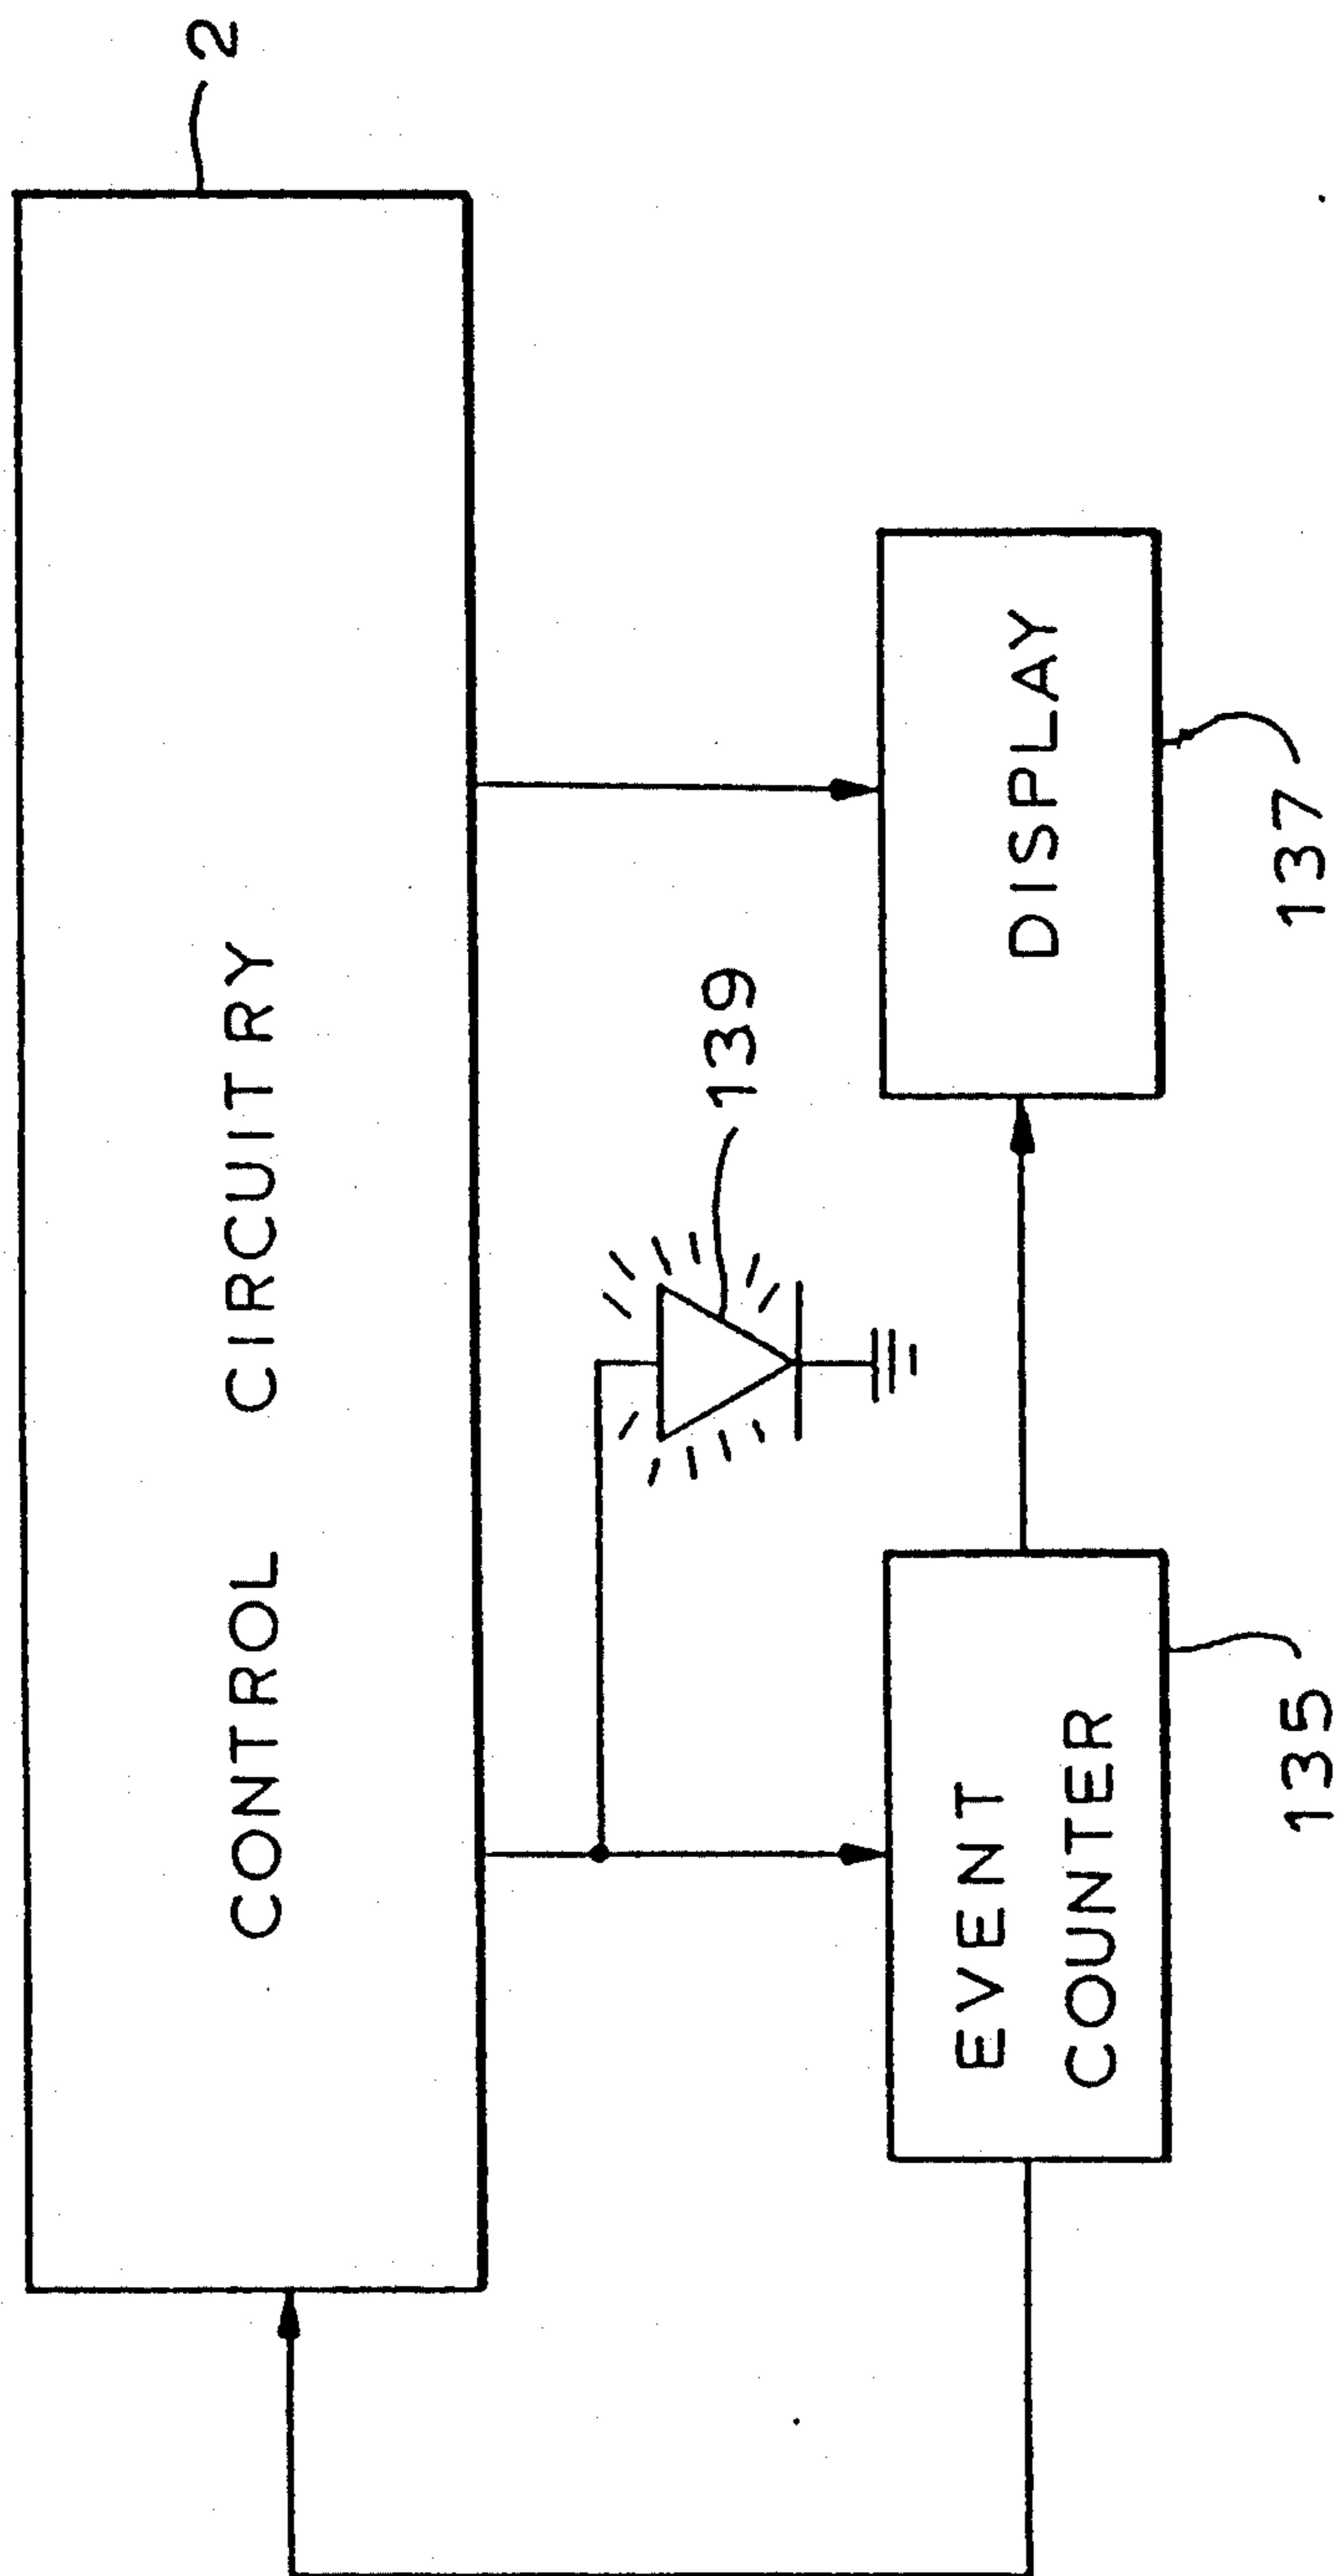 2
CONTROL CIRCUITRY
139
EVENT
COUNTER
DISPLAY
135
137